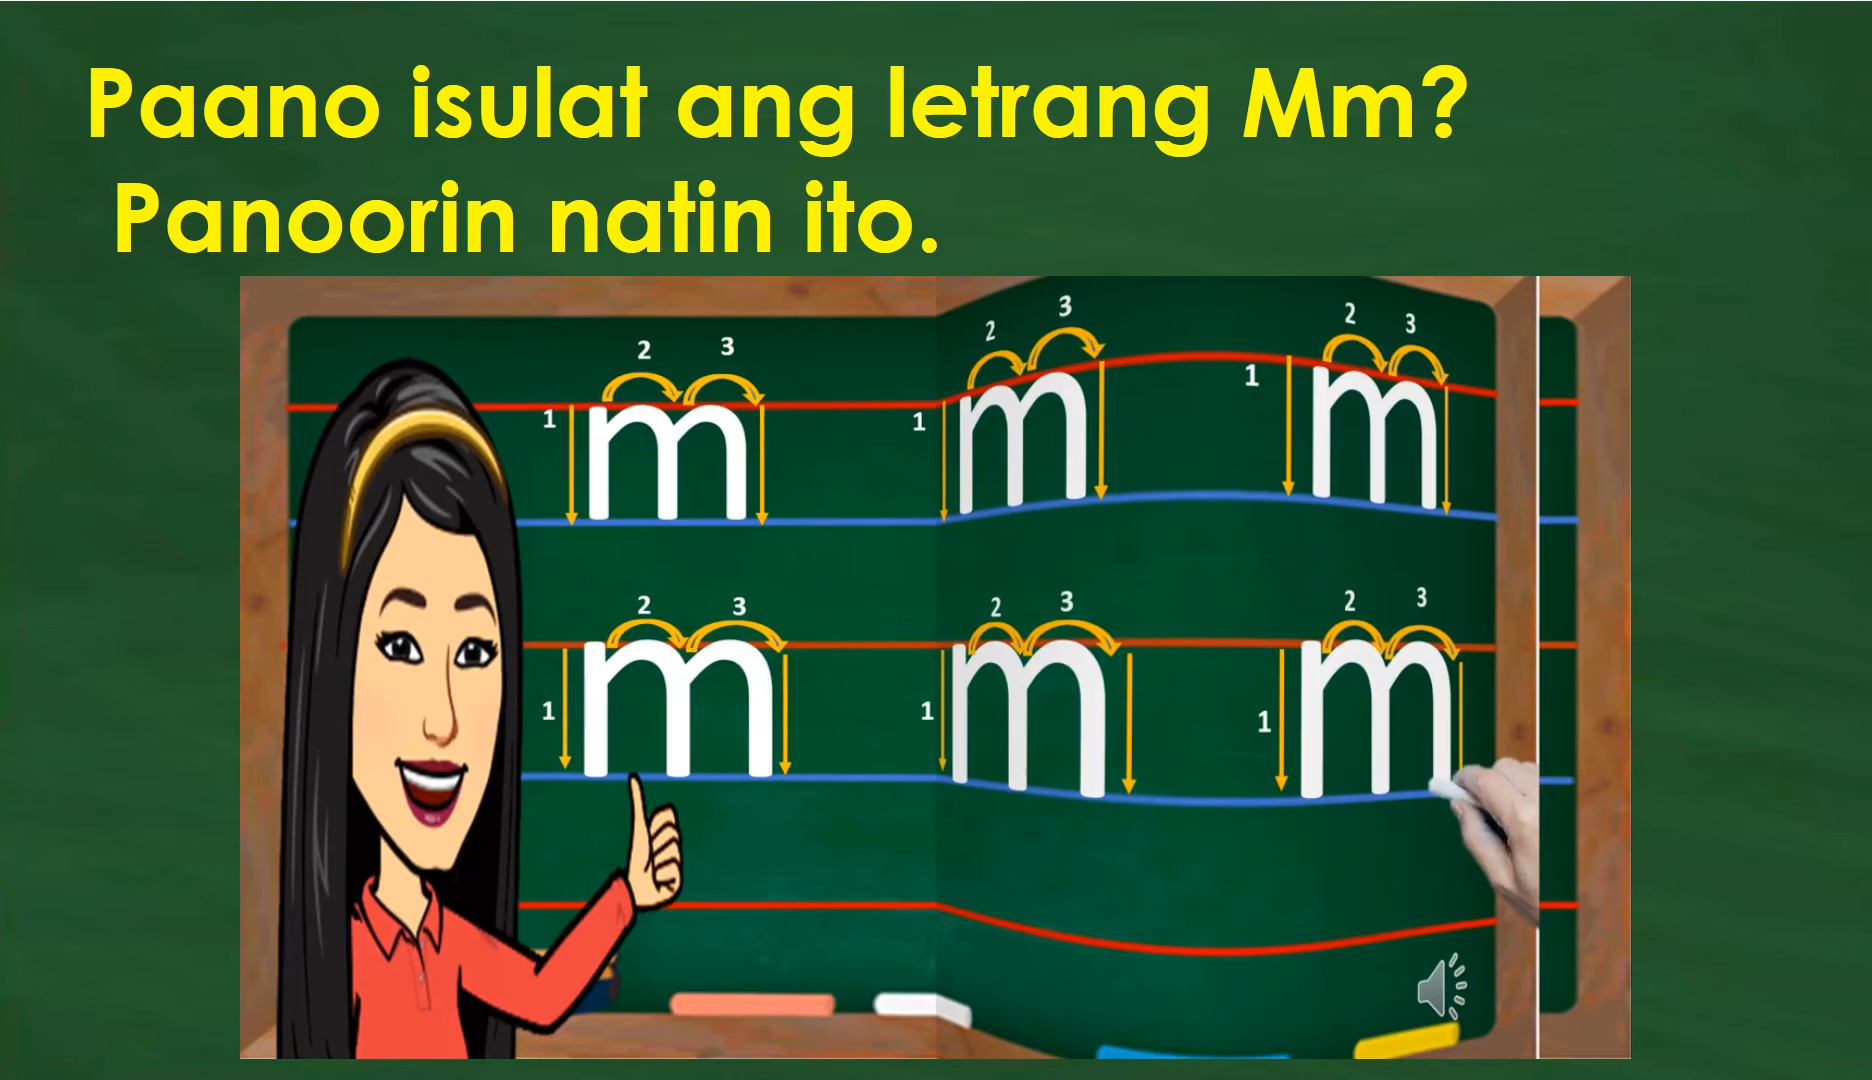 Paano isulat ang letrang Mm?
Panoorin natin ito.
2 3 2 3 2 3
1 m 1 m 1 m
2 3 2 3 2 3
1 m 1 m 1 m